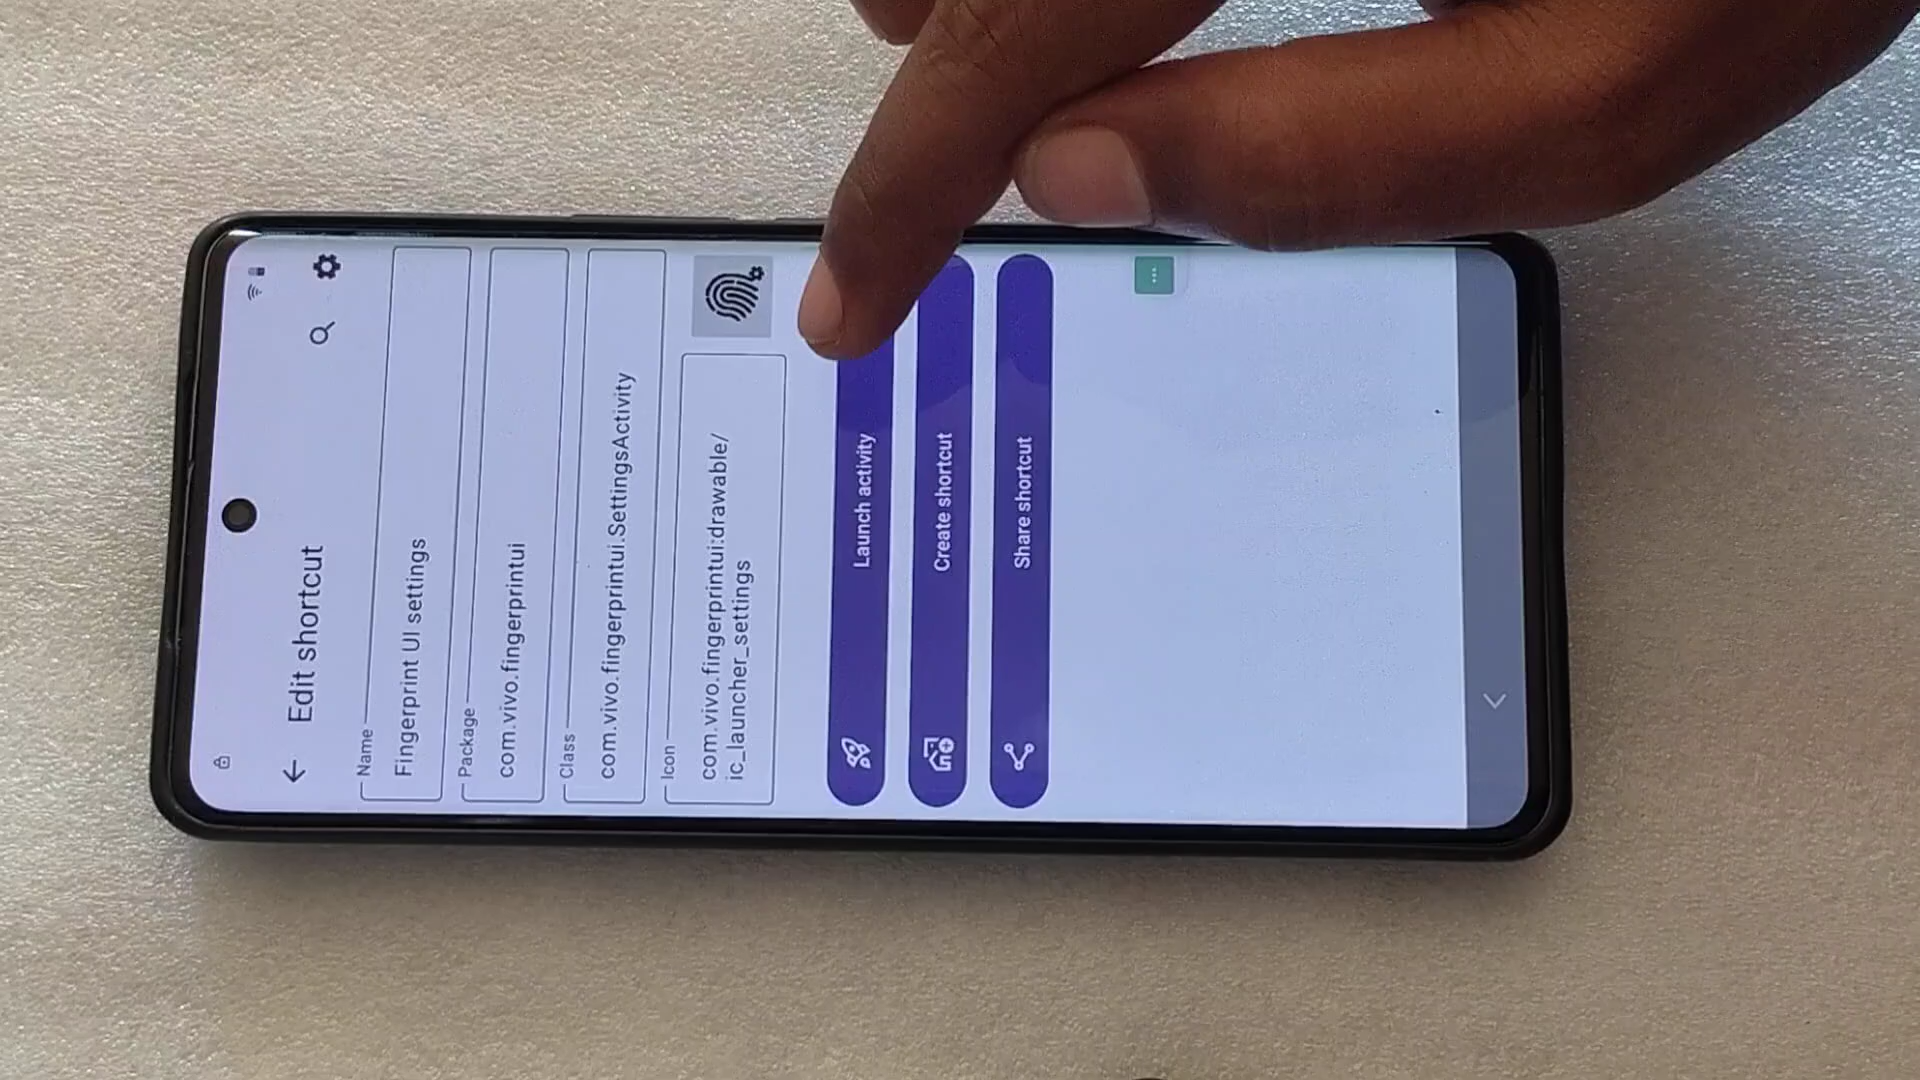 Edit shortcut
Name
Fingerprint UI settings
Package
com.vivo.fingerprintui
Class
com.vivo.fingerprintui.SettingsActivity
Icon
com.vivo.fingerprintui:drawable/
ic_launcher_settings
Launch activity
Create shortcut
Share shortcut